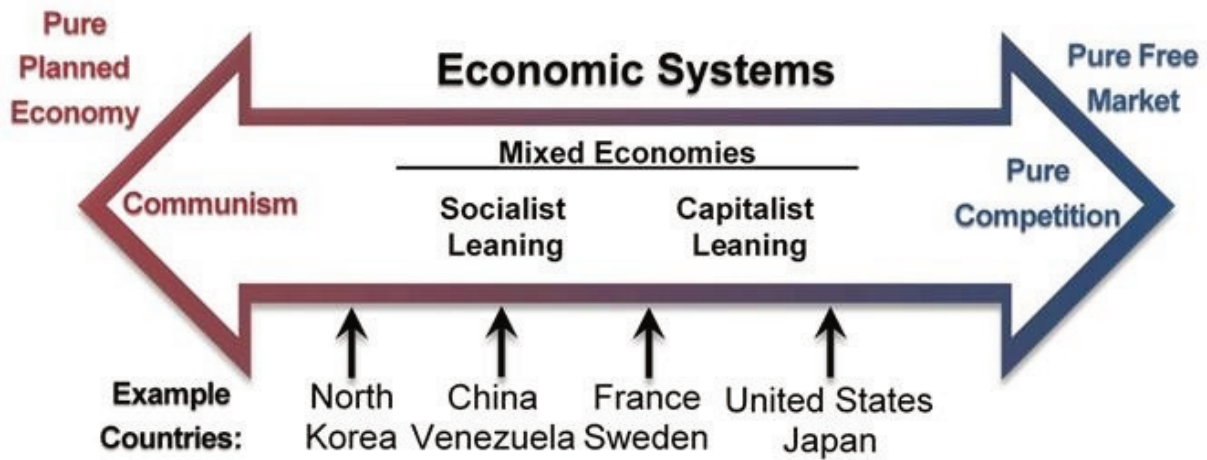 Pure
Planned
Economy
Economic Systems
Pure Free
Market
Mixed Economies
Communism
Socialist
Leaning
Capitalist
Leaning
Pure
Competition
Example
Countries:
North
Korea
China
Venezuela
France
Sweden
United States
Japan